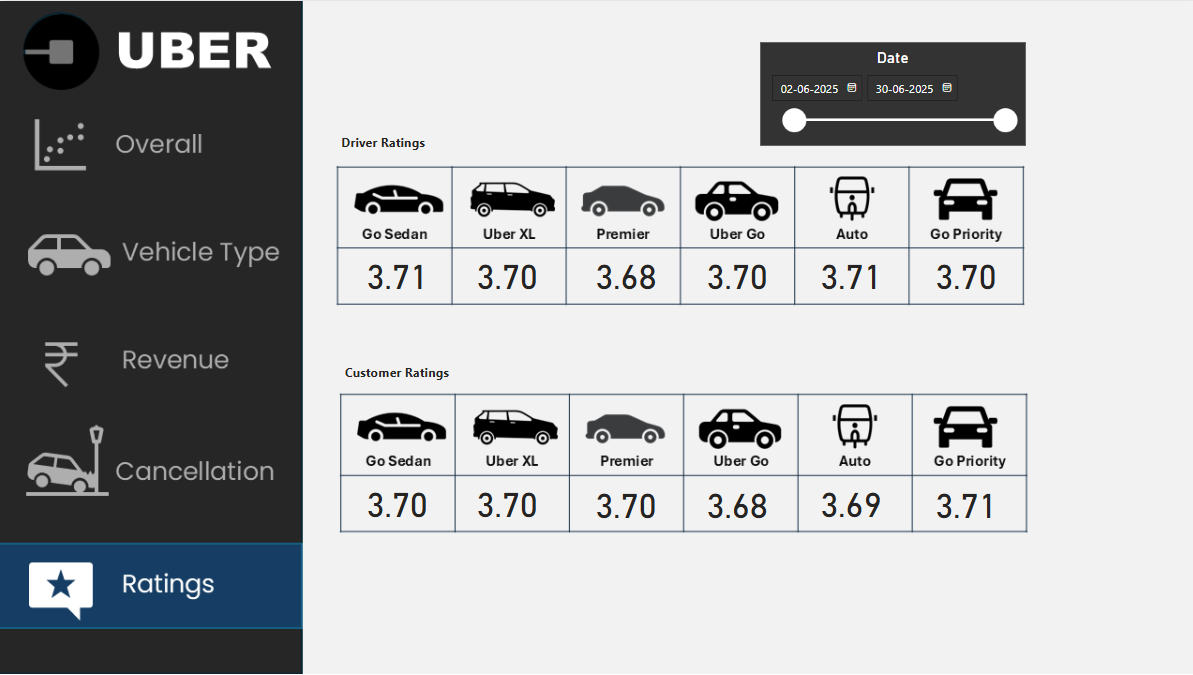 UBER
Overall
Vehicle Type
Revenue
Cancellation
Ratings
Date
02-06-2025 30-06-2025
Driver Ratings
Go Sedan Uber XL Premier Uber Go Auto Go Priority
3.71 3.70 3.68 3.70 3.71 3.70
Customer Ratings
Go Sedan Uber XL Premier Uber Go Auto Go Priority
3.70 3.70 3.70 3.68 3.69 3.71